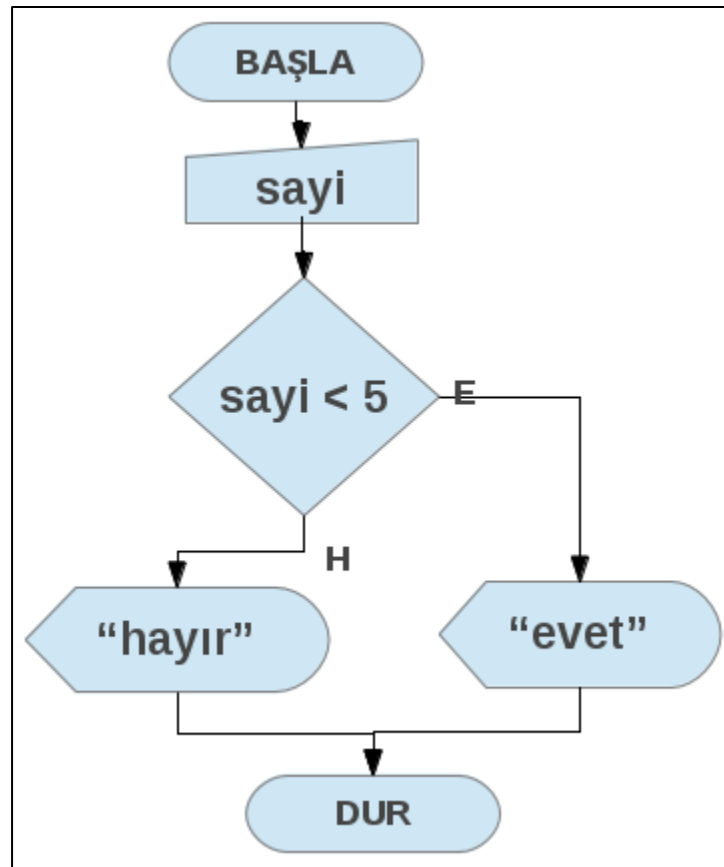 BAŞLA
sayi
sayi < 5
E
H
“hayır”
“evet”
DUR